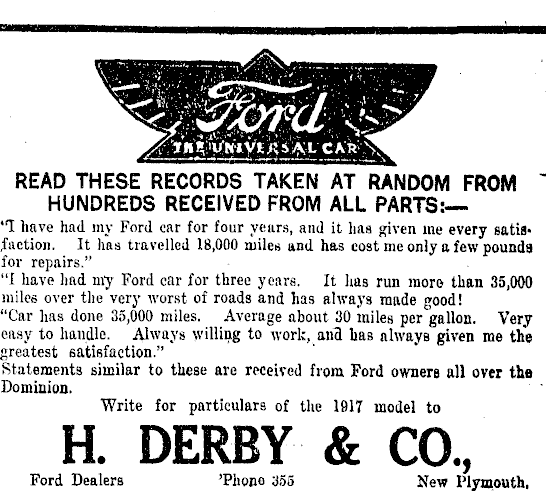 Ford
THE UNIVERSAL CAR
READ THESE RECORDS TAKEN AT RANDOM FROM
HUNDREDS RECEIVED FROM ALL PARTS:—
"I have had my Ford car for four years, and it has given me every satis-
faction. It has travelled 18,000 miles and has cost me only a few pounds
for repairs."
"I have had my Ford car for three years. It has run more than 35,000
miles over the very worst of roads and has always made good!
"Car has done 35,000 miles. Average about 30 miles per gallon. Very
easy to handle. Always willing to work, and has always given me the
greatest satisfaction."
Statements similar to these are received from Ford owners all over the
Dominion.
Write for particulars of the 1917 model to
H. DERBY & CO.,
Ford Dealers 'Phone 355 New Plymouth.